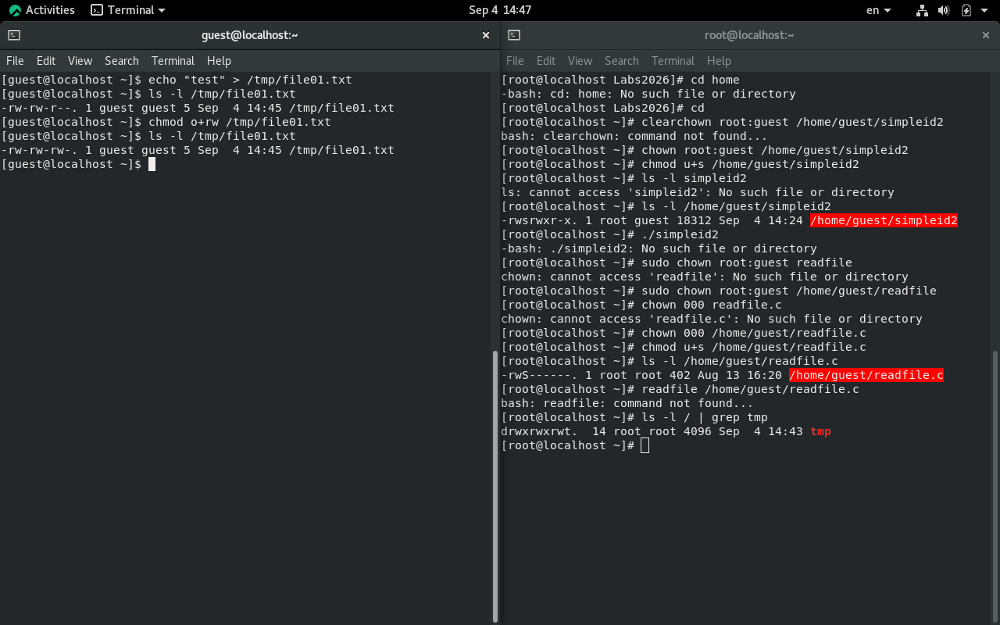 Activities
Terminal
Sep 4 14:47
en
guest@localhost:~
File Edit View Search Terminal Help
[guest@localhost ~]$ echo "test" > /tmp/file01.txt
[guest@localhost ~]$ ls -l /tmp/file01.txt
-rw-rw-r--. 1 guest guest 5 Sep  4 14:45 /tmp/file01.txt
[guest@localhost ~]$ chmod o+rw /tmp/file01.txt
[guest@localhost ~]$ ls -l /tmp/file01.txt
-rw-rw-rw-. 1 guest guest 5 Sep  4 14:45 /tmp/file01.txt
[guest@localhost ~]$
root@localhost:~
File Edit View Search Terminal Help
[root@localhost Labs2026]# cd home
-bash: cd: home: No such file or directory
[root@localhost Labs2026]# cd
[root@localhost ~]# clearchown root:guest /home/guest/simpleid2
bash: clearchown: command not found...
[root@localhost ~]# chown root:guest /home/guest/simpleid2
[root@localhost ~]# chmod u+s /home/guest/simpleid2
[root@localhost ~]# ls -l simpleid2
ls: cannot access 'simpleid2': No such file or directory
[root@localhost ~]# ls -l /home/guest/simpleid2
-rwsrwxr-x. 1 root guest 18312 Sep  4 14:24 /home/guest/simpleid2
[root@localhost ~]# ./simpleid2
-bash: ./simpleid2: No such file or directory
[root@localhost ~]# sudo chown root:guest readfile
chown: cannot access 'readfile': No such file or directory
[root@localhost ~]# sudo chown root:guest /home/guest/readfile
[root@localhost ~]# chown 000 readfile.c
chown: cannot access 'readfile.c': No such file or directory
[root@localhost ~]# chown 000 /home/guest/readfile.c
[root@localhost ~]# chmod u+s /home/guest/readfile.c
[root@localhost ~]# ls -l /home/guest/readfile.c
-rwS------. 1 root root 402 Aug 13 16:20 /home/guest/readfile.c
[root@localhost ~]# readfile /home/guest/readfile.c
bash: readfile: command not found...
[root@localhost ~]# ls -l / | grep tmp
drwxrwxrwt.  14 root root 4096 Sep  4 14:43 tmp
[root@localhost ~]#